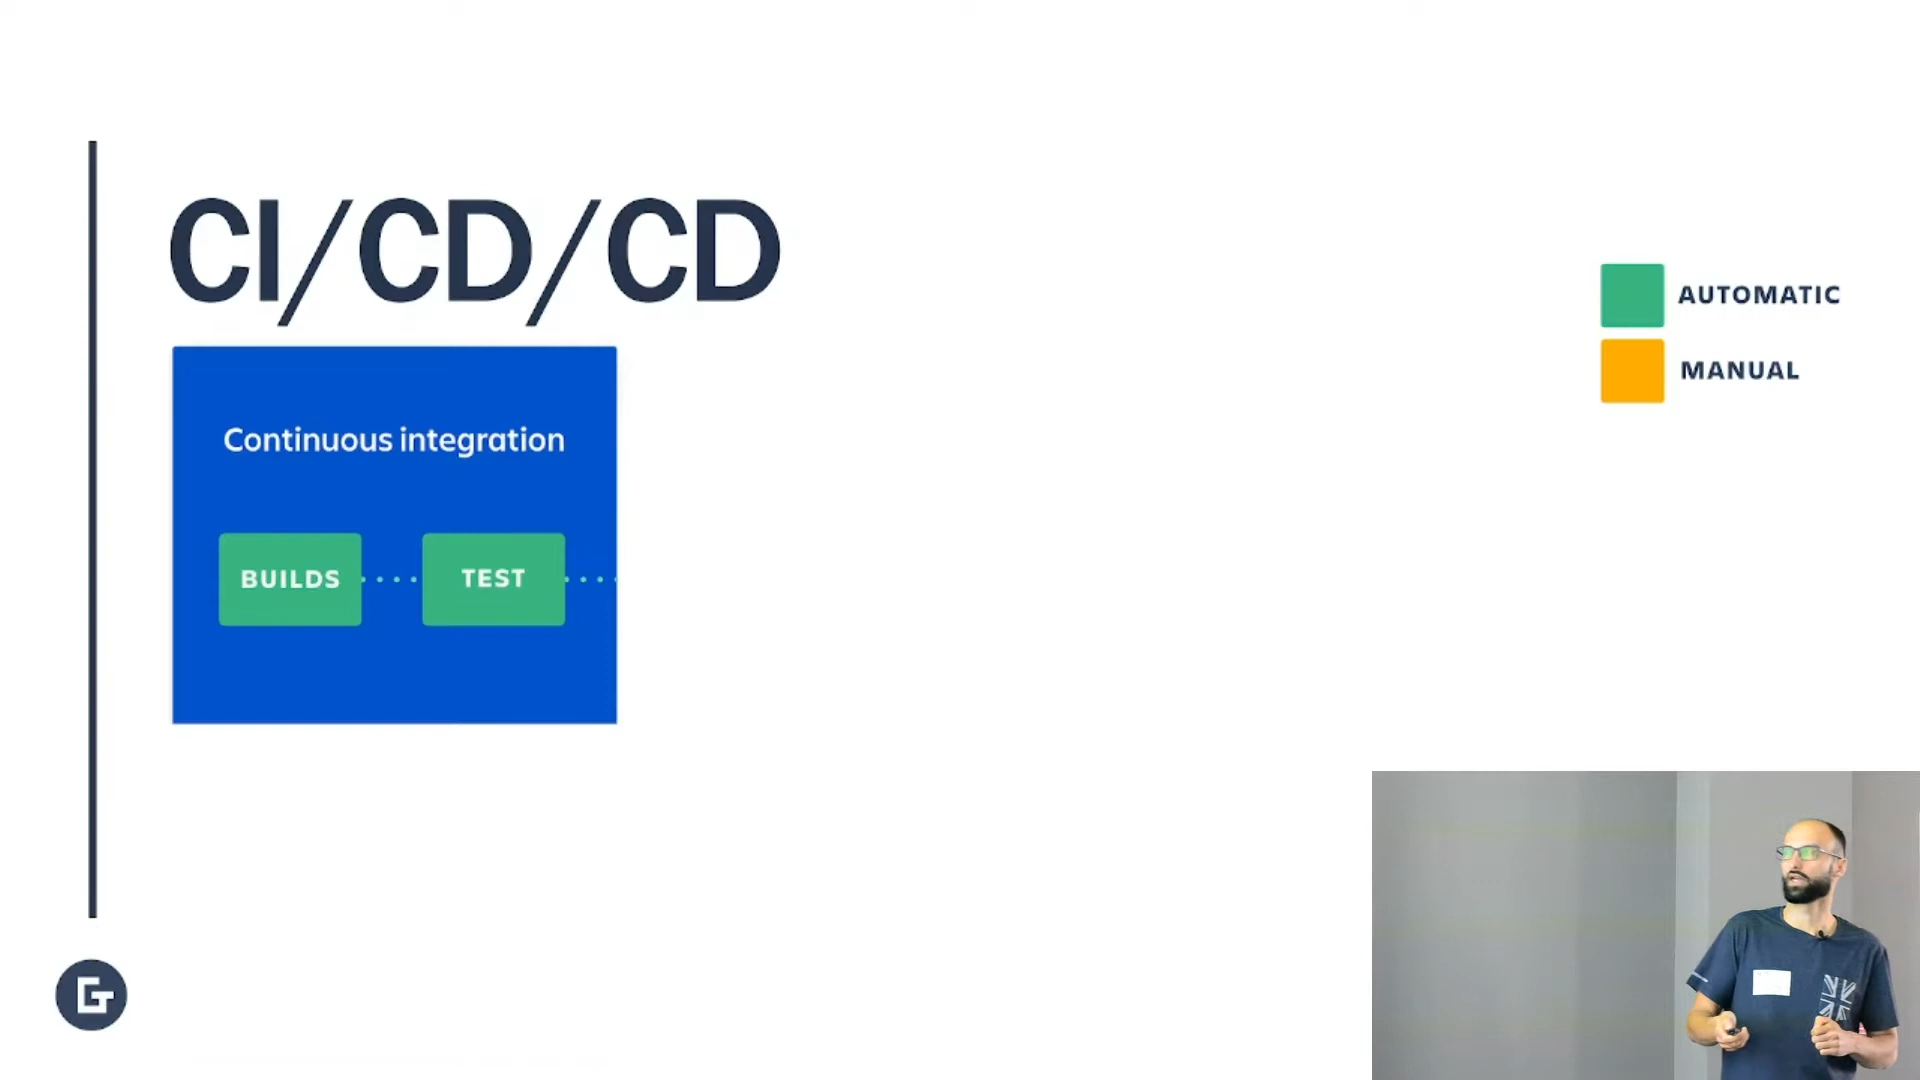 CI/CD/CD
AUTOMATIC
MANUAL
Continuous integration
BUILDS
TEST
G